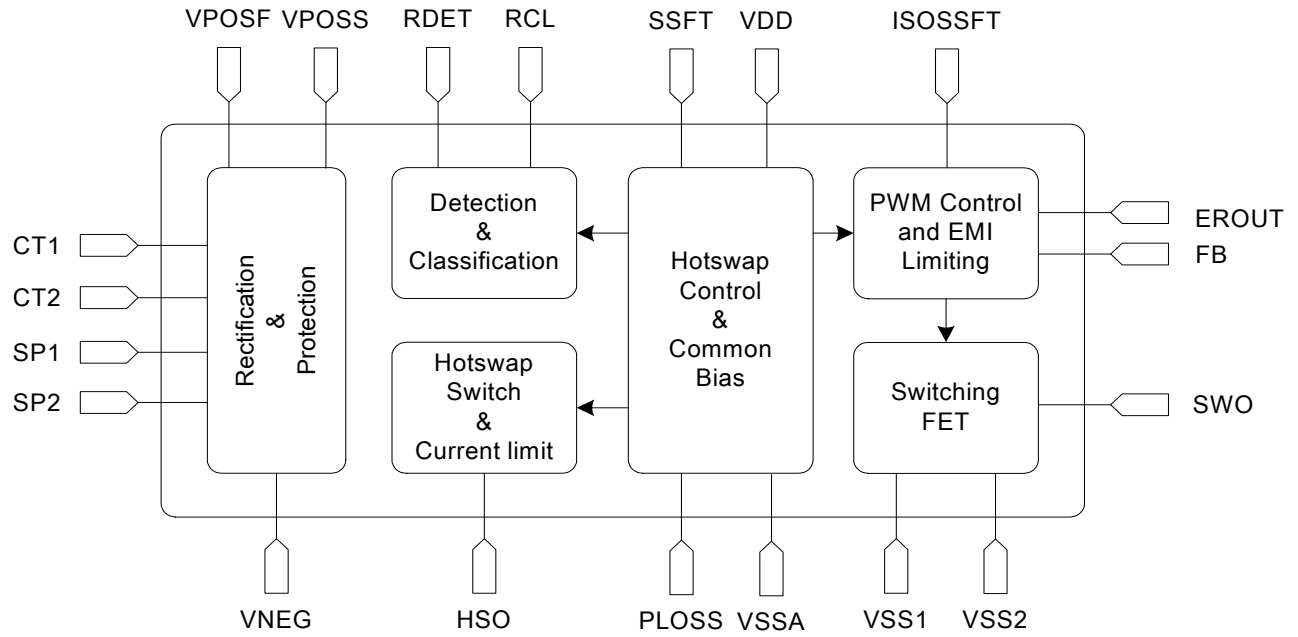 VPOSF
VPOSS
RDET
RCL
SSFT
VDD
ISOSSFT
CT1
CT2
SP1
SP2
Rectification
&
Protection
Detection
&
Classification
Hotswap
Switch
&
Current limit
Hotswap
Control
&
Common
Bias
PWM Control
and EMI
Limiting
Switching
FET
EROUT
FB
SWO
VNEG
HSO
PLOSS
VSSA
VSS1
VSS2